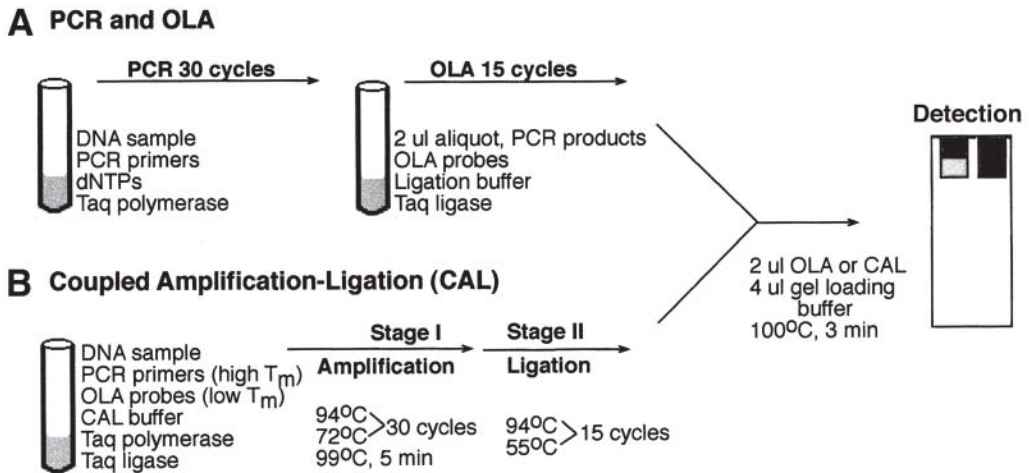 A PCR and OLA
PCR 30 cycles
DNA sample
PCR primers
dNTPs
Taq polymerase
OLA 15 cycles
2 ul aliquot, PCR products
OLA probes
Ligation buffer
Taq ligase
Detection
2 ul OLA or CAL
4 ul gel loading
buffer
100°C, 3 min
B Coupled Amplification-Ligation (CAL)
DNA sample
PCR primers (high Tm)
OLA probes (low Tm)
CAL buffer
Taq polymerase
Taq ligase
Stage I
Amplification
94°C
72°C
30 cycles
99°C, 5 min
Stage II
Ligation
94°C
55°C
15 cycles